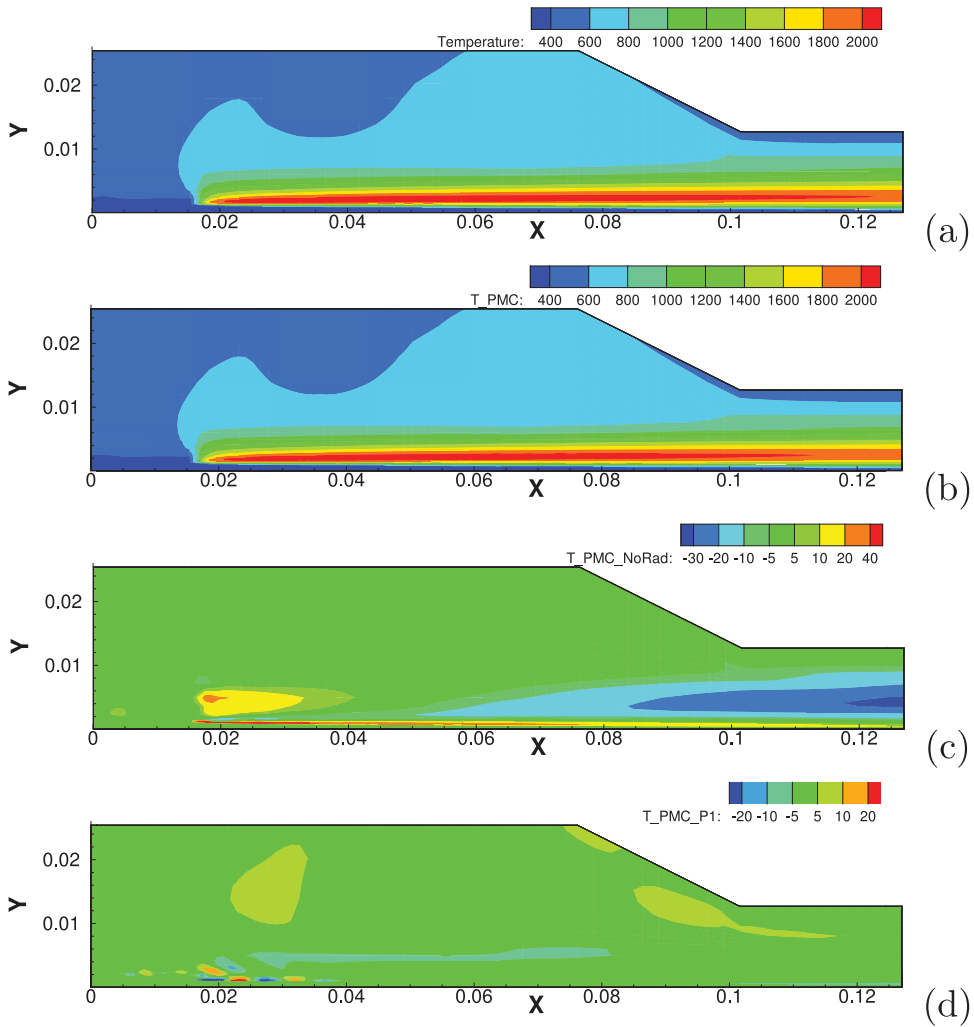 Temperature: 400 600 800 1000 1200 1400 1600 1800 2000
Y
0.02
0.01
0 0.02 0.04 0.06 0.08 0.1 0.12
X
(a)
T_PMC: 400 600 800 1000 1200 1400 1600 1800 2000
Y
0.02
0.01
0 0.02 0.04 0.06 0.08 0.1 0.12
X
(b)
T_PMC_NoRad: -30 -20 -10 -5 5 10 20 40
Y
0.02
0.01
0 0.02 0.04 0.06 0.08 0.1 0.12
X
(c)
T_PMC_P1: -20 -10 -5 5 10 20
Y
0.02
0.01
0 0.02 0.04 0.06 0.08 0.1 0.12
X
(d)